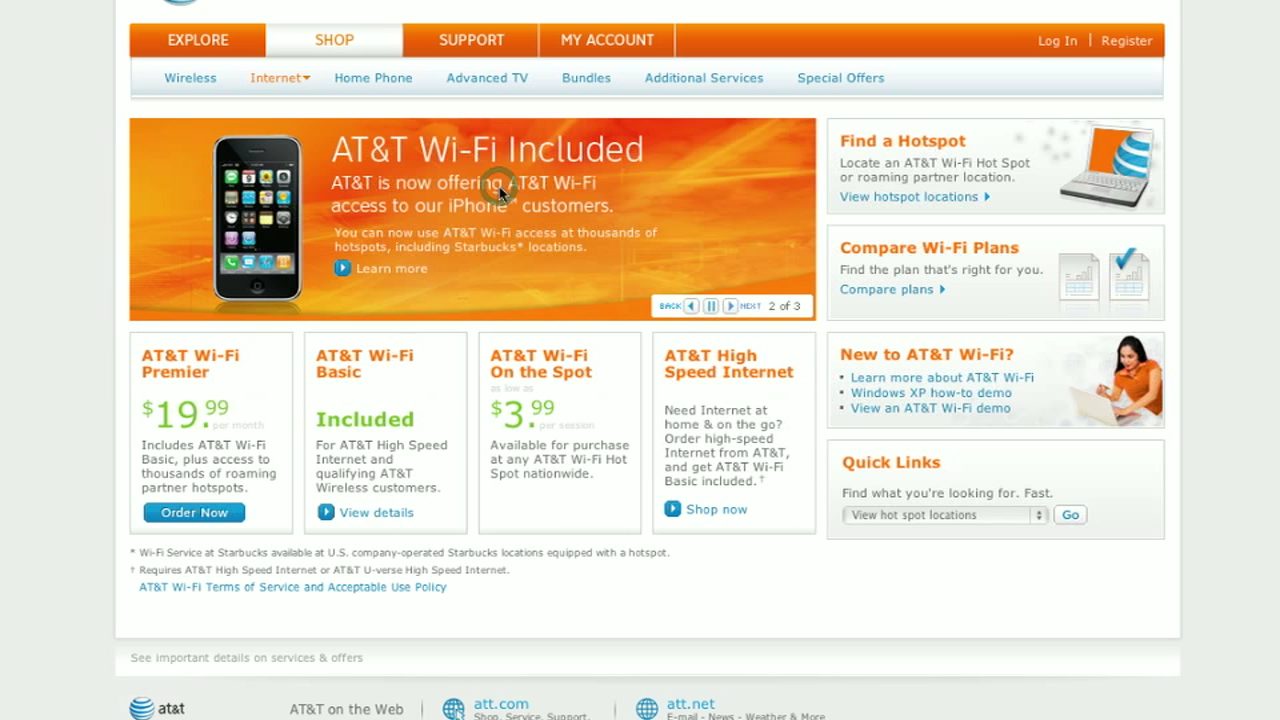 EXPLORE
SHOP
SUPPORT
MY ACCOUNT
Log In | Register
Wireless
Internet
Home Phone
Advanced TV
Bundles
Additional Services
Special Offers
AT&T Wi-Fi Included
AT&T is now offering AT&T Wi-Fi
access to our iPhone™ customers.
You can now use AT&T Wi-Fi access at thousands of
hotspots, including Starbucks* locations.
Learn more
BACK NEXT 2 of 3
Find a Hotspot
Locate an AT&T Wi-Fi Hot Spot
or roaming partner location.
View hotspot locations
Compare Wi-Fi Plans
Find the plan that's right for you.
Compare plans
AT&T Wi-Fi
Premier
$19.99
per month
Includes AT&T Wi-Fi
Basic, plus access to
thousands of roaming
partner hotspots.
Order Now
AT&T Wi-Fi
Basic
Included
For AT&T High Speed
Internet and
qualifying AT&T
Wireless customers.
View details
AT&T Wi-Fi
On the Spot
as low as
$3.99
per session
Available for purchase
at any AT&T Wi-Fi Hot
Spot nationwide.
AT&T High
Speed Internet
Need Internet at
home & on the go?
Order high-speed
Internet from AT&T,
and get AT&T Wi-Fi
Basic included.†
Shop now
New to AT&T Wi-Fi?
• Learn more about AT&T Wi-Fi
• Windows XP how-to demo
• View an AT&T Wi-Fi demo
Quick Links
Find what you're looking for. Fast.
View hot spot locations
Go
* Wi-Fi Service at Starbucks available at U.S. company-operated Starbucks locations equipped with a hotspot.
† Requires AT&T High Speed Internet or AT&T U-verse High Speed Internet.
AT&T Wi-Fi Terms of Service and Acceptable Use Policy
See important details on services & offers
at&t
AT&T on the Web
att.com
Shop. Service. Support.
att.net
E-mail - News - Weather & More